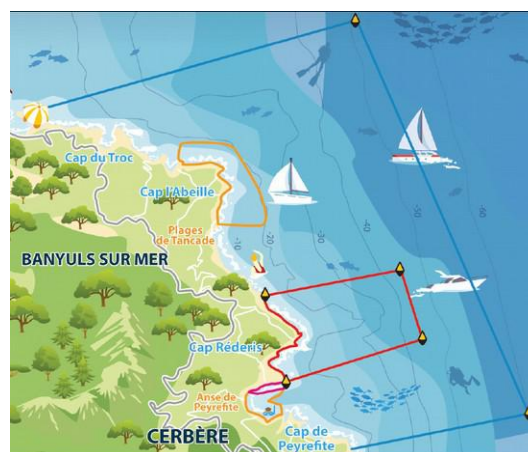 Cap du Troc
Cap l'Abeille
Plages
de Tancade
BANYULS SUR MER
-10
-20
-30
-40
-50
-60
Cap Réderis
Anse de
Peyrefite
CERBÈRE
Cap de
Peyrefite